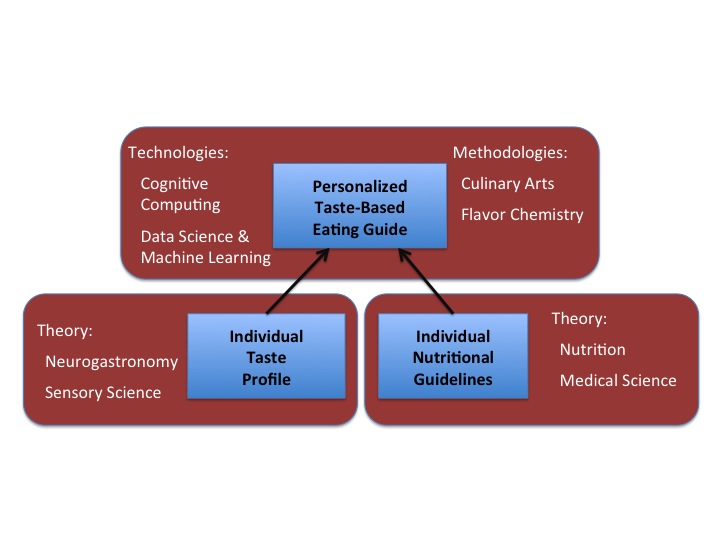 Technologies:
Cognitive
Computing
Data Science &
Machine Learning
Personalized
Taste-Based
Eating Guide
Methodologies:
Culinary Arts
Flavor Chemistry
Theory:
Neurogastronomy
Sensory Science
Individual
Taste
Profile
Individual
Nutritional
Guidelines
Theory:
Nutrition
Medical Science